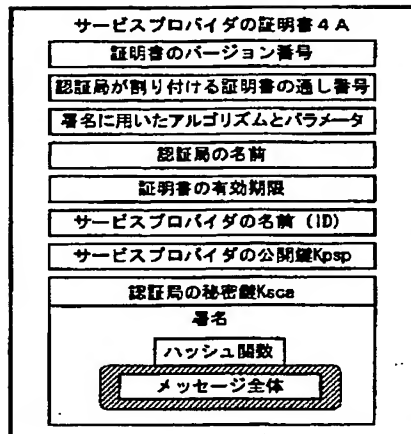 サービスプロバイダの証明書４Ａ
証明書のバージョン番号
認証局が割り付ける証明書の通し番号
署名に用いたアルゴリズムとパラメータ
認証局の名前
証明書の有効期限
サービスプロバイダの名前（ID）
サービスプロバイダの公開鍵Kpsp
認証局の秘密鍵Ksca
署名
ハッシュ関数
メッセージ全体